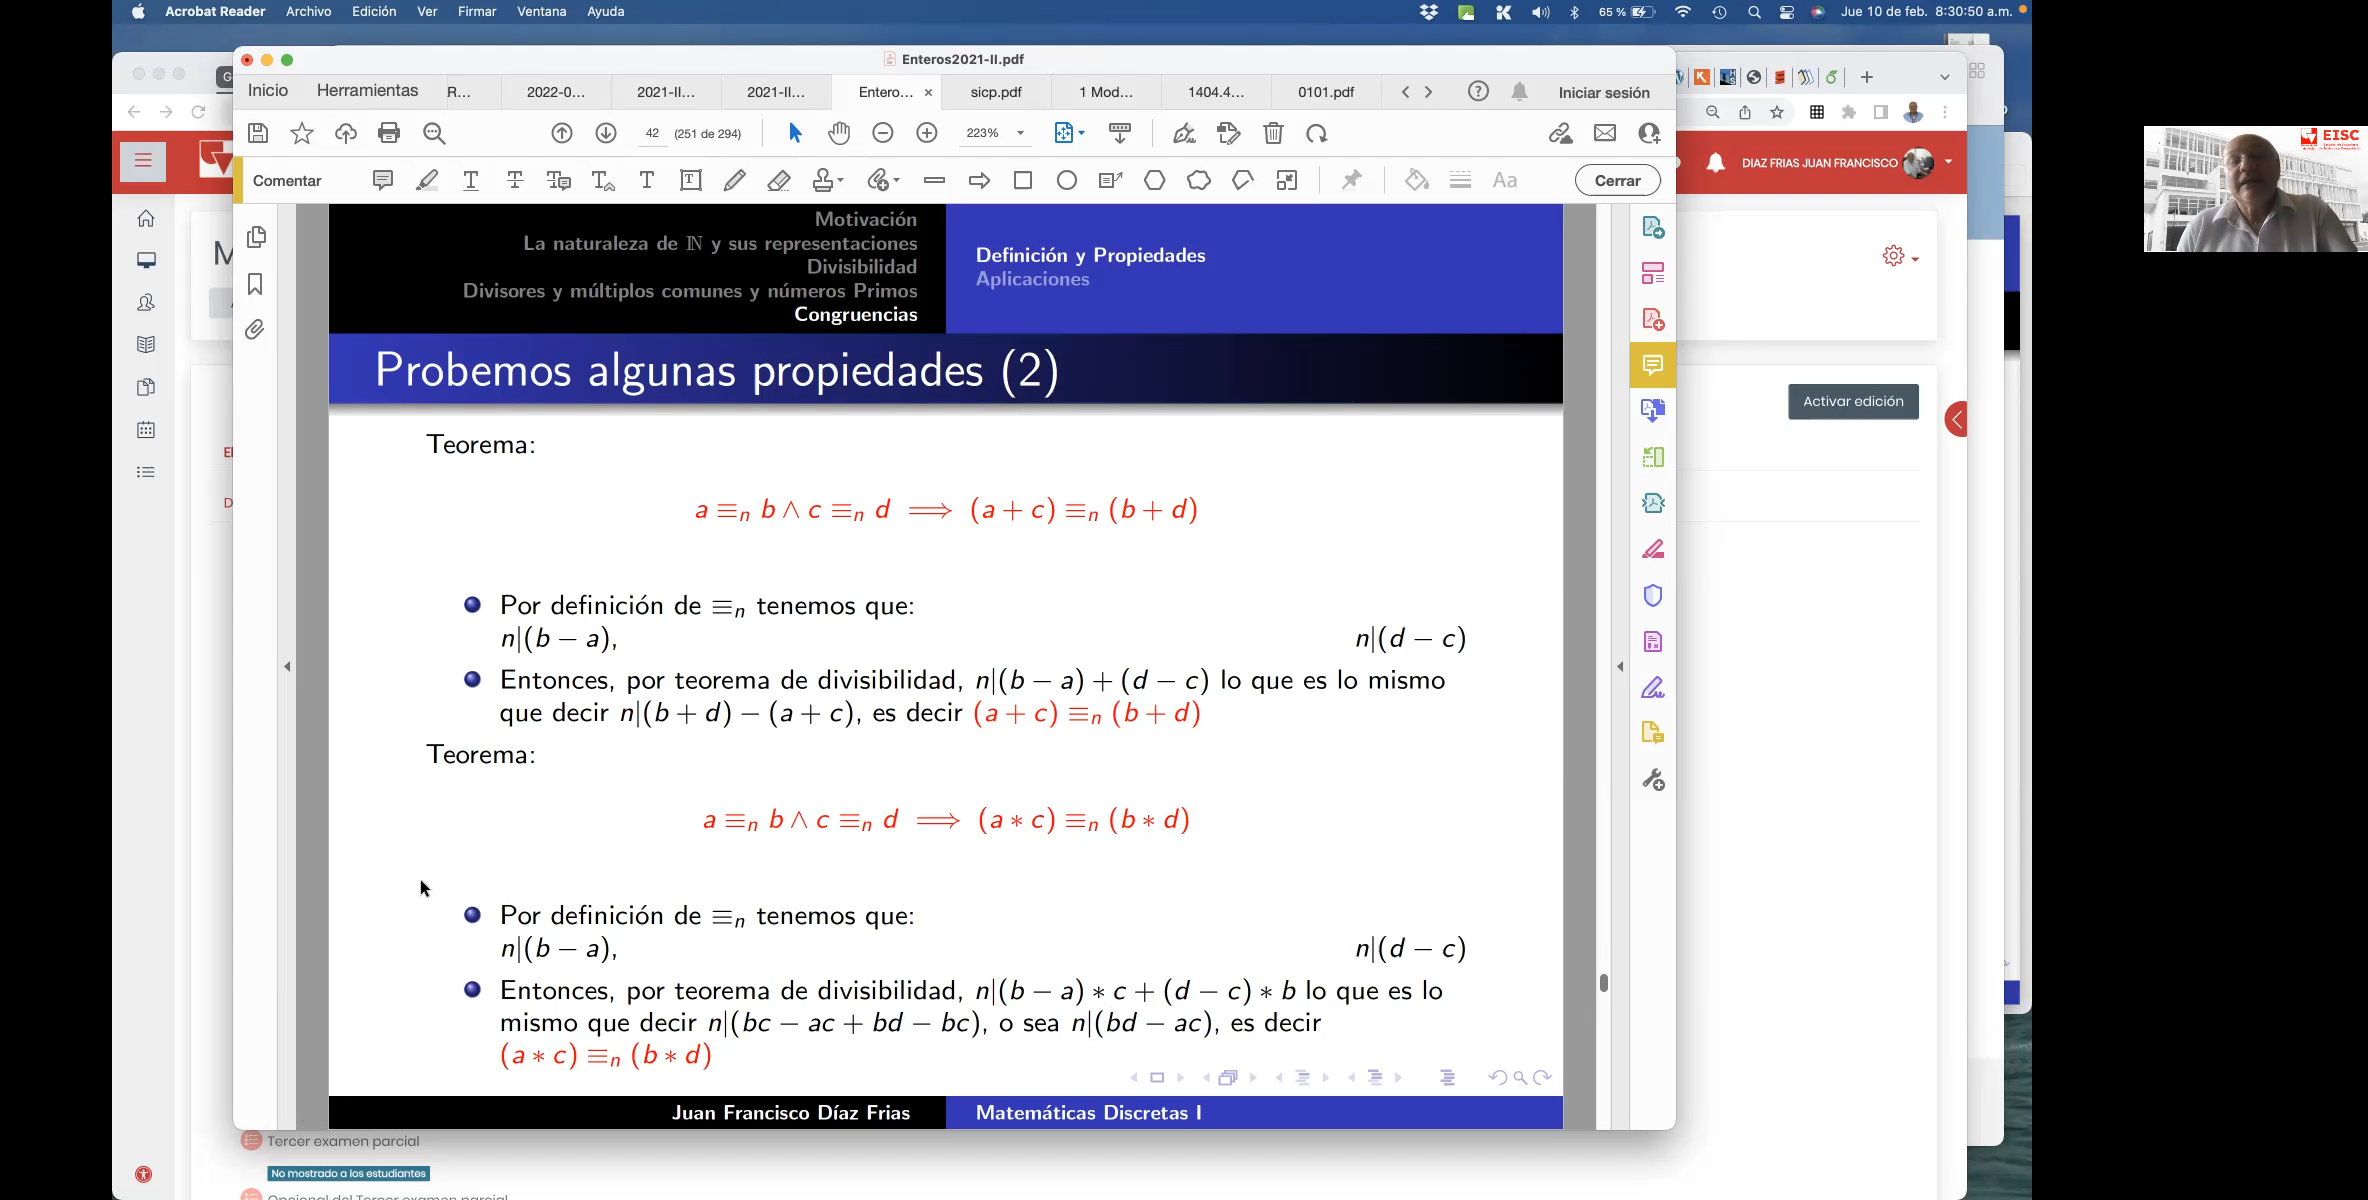 Acrobat Reader Archivo Edición Ver Firmar Ventana Ayuda
65 % Jue 10 de feb. 8:30:50 a.m.
Enteros2021-II.pdf
Inicio Herramientas R... 2022-0... 2021-II... 2021-II... Entero... × sicp.pdf 1 Mod... 1404.4... 0101.pdf Iniciar sesión
42 (251 de 294) 223%
Comentar Cerrar
EISC
DIAZ FRIAS JUAN FRANCISCO
Activar edición
Motivación
La naturaleza de ℕ y sus representaciones
Divisibilidad
Divisores y múltiplos comunes y números Primos
Congruencias
Definición y Propiedades
Aplicaciones
Probemos algunas propiedades (2)
Teorema:
a ≡n b ∧ c ≡n d ⟹ (a + c) ≡n (b + d)
Por definición de ≡n tenemos que:
n|(b − a), n|(d − c)
Entonces, por teorema de divisibilidad, n|(b − a) + (d − c) lo que es lo mismo
que decir n|(b + d) − (a + c), es decir (a + c) ≡n (b + d)
Teorema:
a ≡n b ∧ c ≡n d ⟹ (a ∗ c) ≡n (b ∗ d)
Por definición de ≡n tenemos que:
n|(b − a), n|(d − c)
Entonces, por teorema de divisibilidad, n|(b − a) ∗ c + (d − c) ∗ b lo que es lo
mismo que decir n|(bc − ac + bd − bc), o sea n|(bd − ac), es decir
(a ∗ c) ≡n (b ∗ d)
Juan Francisco Díaz Frias Matemáticas Discretas I
Tercer examen parcial
No mostrado a los estudiantes
Opcional del Tercer examen parcial